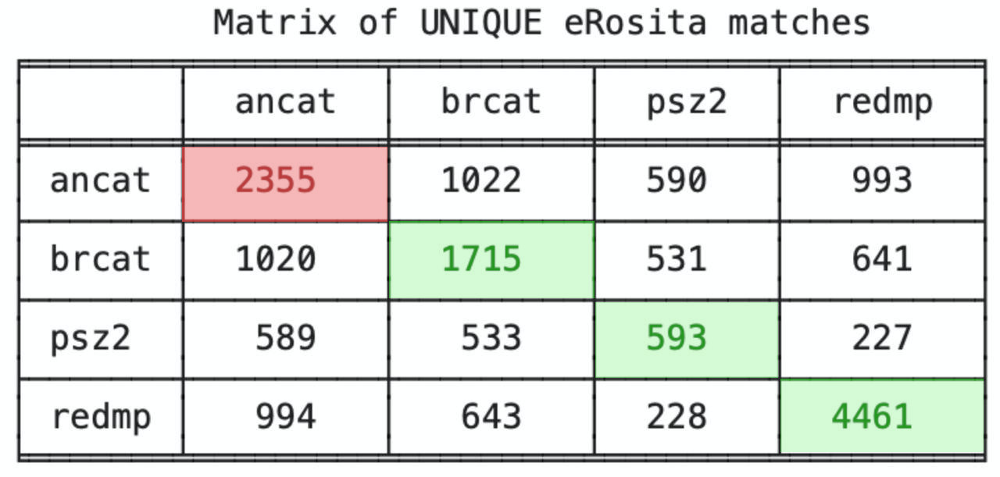 Matrix of UNIQUE eRosita matches
ancat brcat psz2 redmp
ancat 2355 1022 590 993
brcat 1020 1715 531 641
psz2 589 533 593 227
redmp 994 643 228 4461